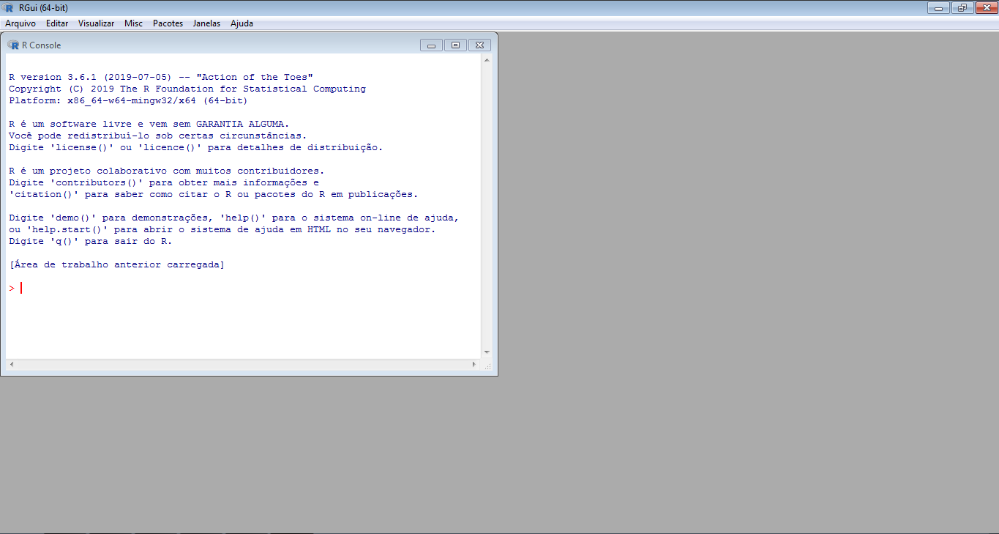 RGui (64-bit)
Arquivo Editar Visualizar Misc Pacotes Janelas Ajuda
R Console
R version 3.6.1 (2019-07-05) -- "Action of the Toes"
Copyright (C) 2019 The R Foundation for Statistical Computing
Platform: x86_64-w64-mingw32/x64 (64-bit)
R é um software livre e vem sem GARANTIA ALGUMA.
Você pode redistribuí-lo sob certas circunstâncias.
Digite 'license()' ou 'licence()' para detalhes de distribuição.
R é um projeto colaborativo com muitos contribuidores.
Digite 'contributors()' para obter mais informações e
'citation()' para saber como citar o R ou pacotes do R em publicações.
Digite 'demo()' para demonstrações, 'help()' para o sistema on-line de ajuda,
ou 'help.start()' para abrir o sistema de ajuda em HTML no seu navegador.
Digite 'q()' para sair do R.
[Área de trabalho anterior carregada]
>